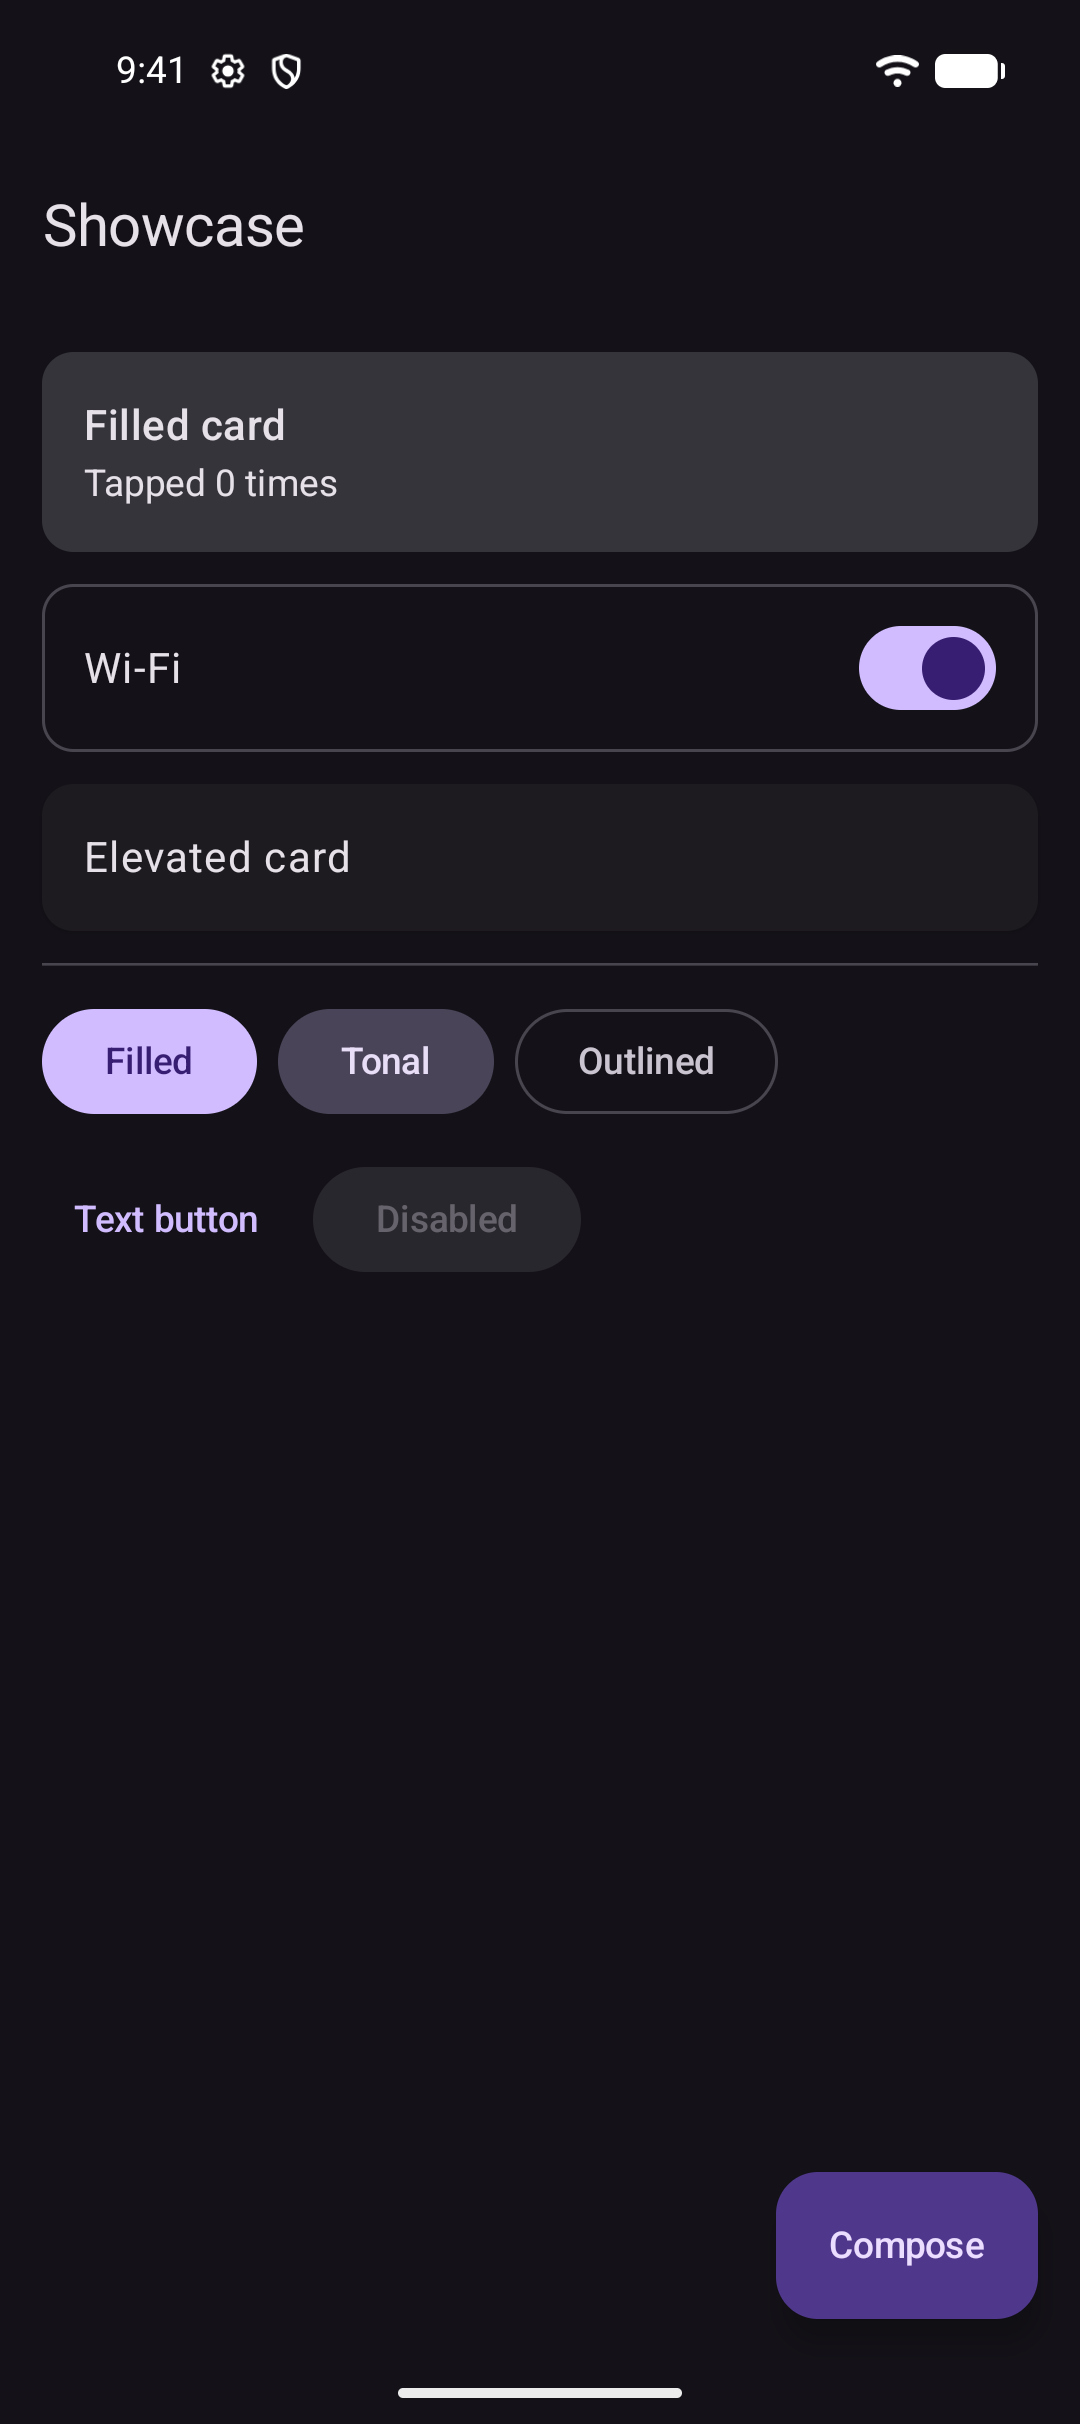 9:41
Showcase
Filled card
Tapped 0 times
Wi-Fi
Elevated card
Filled
Tonal
Outlined
Text button
Disabled
Compose